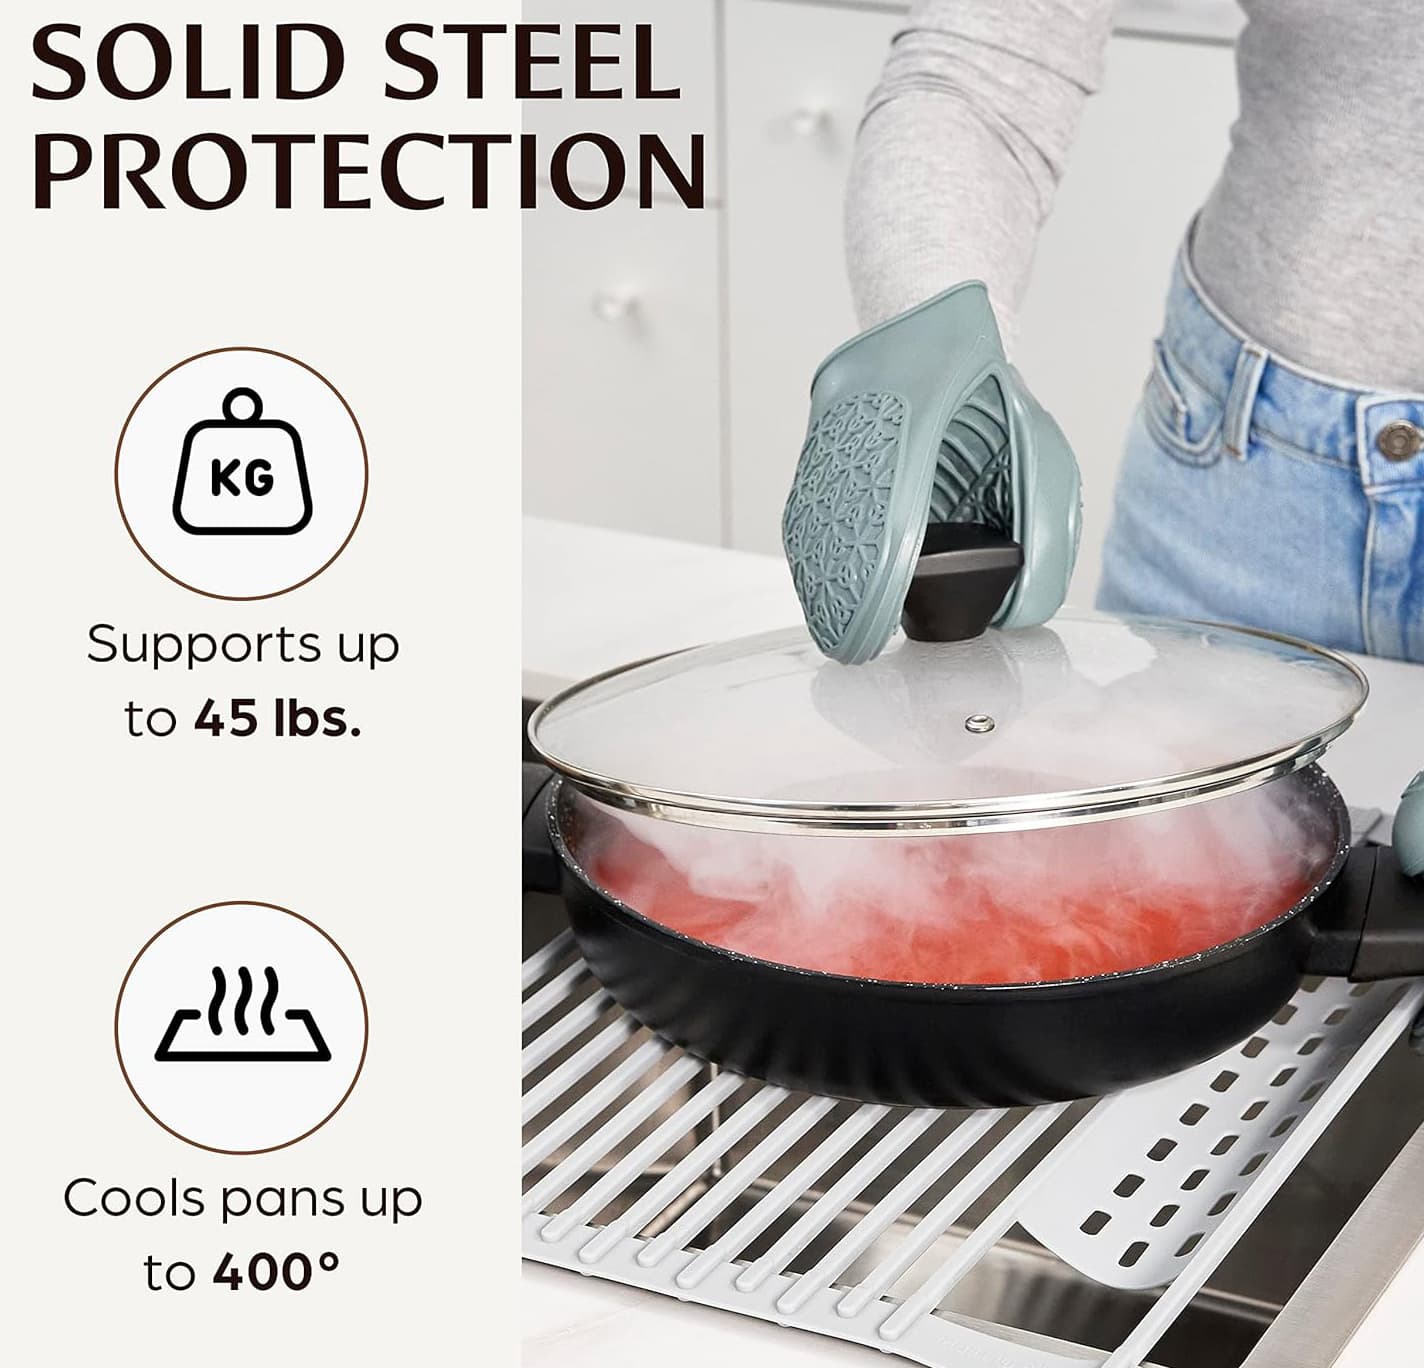 SOLID STEEL
PROTECTION
KG
Supports up
to 45 lbs.
Cools pans up
to 400°